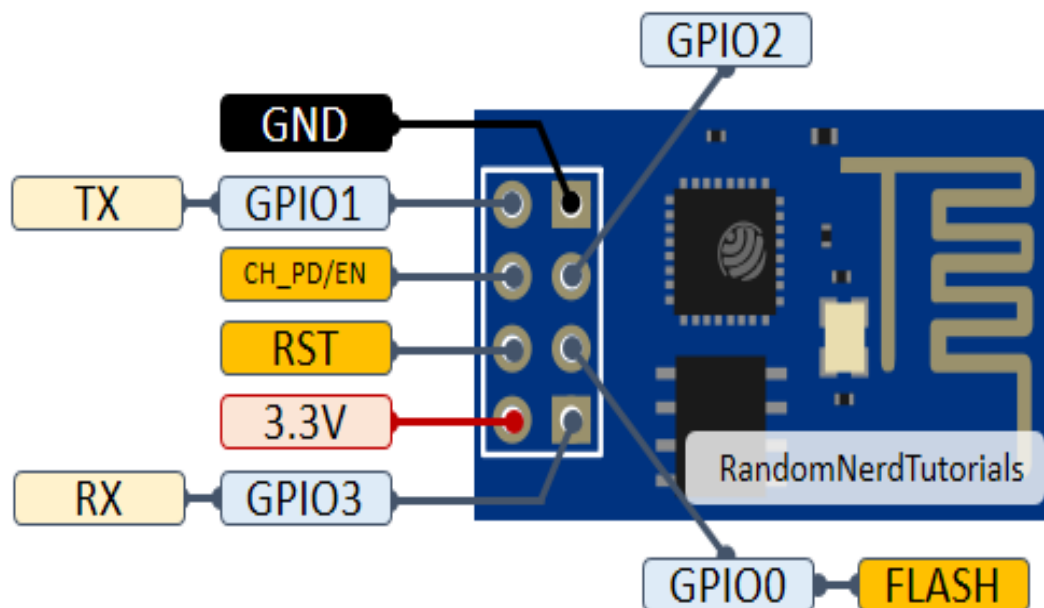 GPIO2
GND
TX GPIO1
CH_PD/EN
RST
3.3V
RandomNerdTutorials
RX GPIO3
GPIO0 FLASH